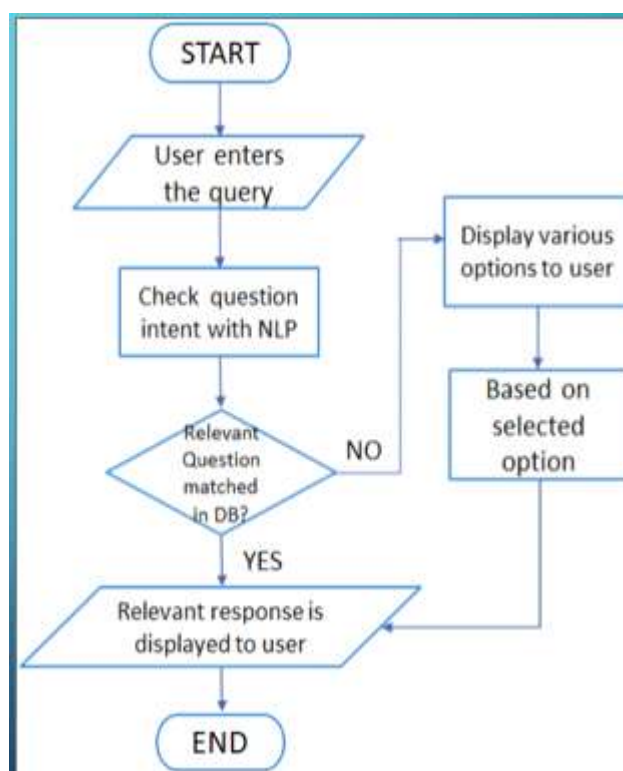 START
User enters
the query
Check question
intent with NLP
Relevant
Question
matched
in DB?
NO
YES
Display various
options to user
Based on
selected
option
Relevant response is
displayed to user
END